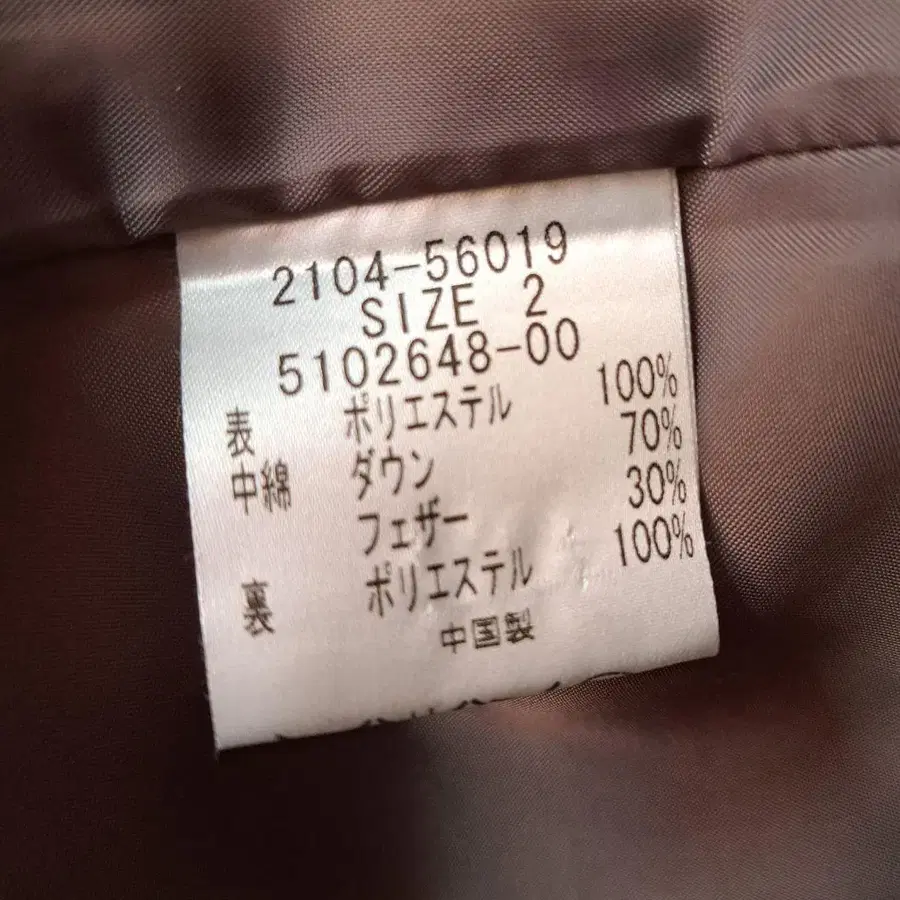 2104-56019
SIZE 2
5102648-00
表 ポリエステル 100%
中綿 ダウン 70%
フェザー 30%
裏 ポリエステル 100%
中国製